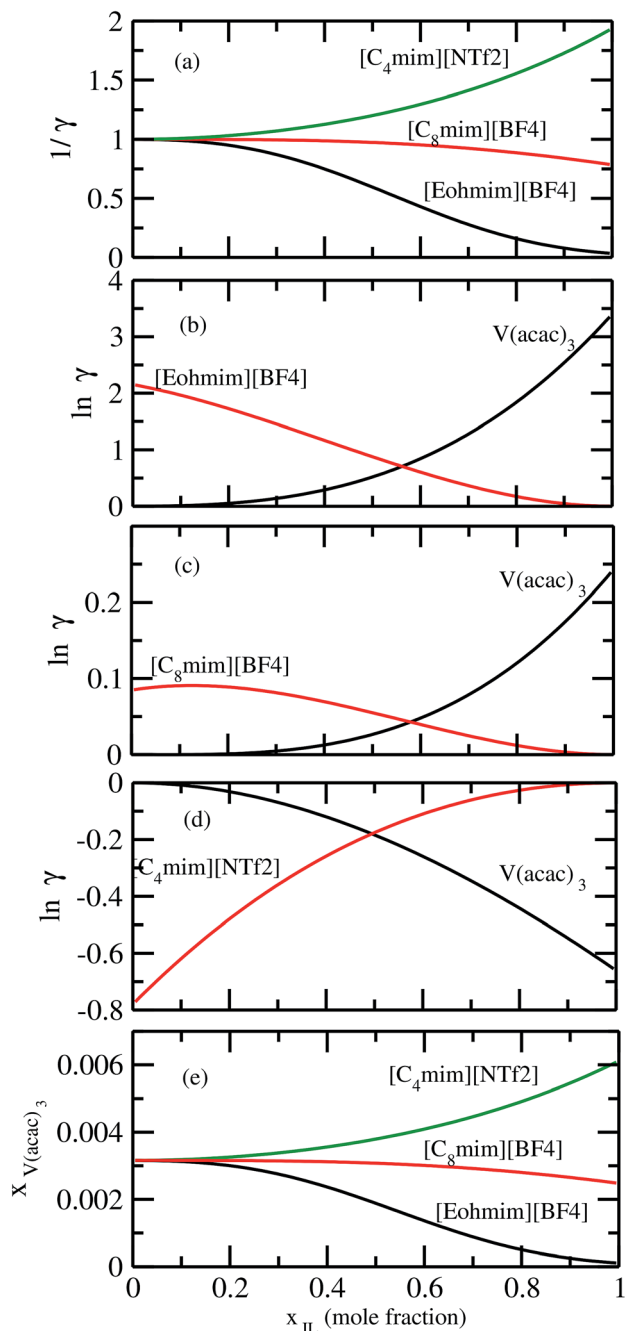 2
(a)
[C4mim][NTf2]
1.5
[C8mim][BF4]
1/γ
1
[Eohmim][BF4]
0.5
0
4
(b)
V(acac)3
3
[Eohmim][BF4]
ln γ
2
1
0
(c)
V(acac)3
0.2
[C8mim][BF4]
ln γ
0.1
0
0
(d)
-0.2
[C4mim][NTf2]
V(acac)3
ln γ
-0.4
-0.6
-0.8
(e)
0.006
[C4mim][NTf2]
xV(acac)3
0.004
[C8mim][BF4]
0.002
[Eohmim][BF4]
0
0 0.2 0.4 0.6 0.8 1
xIL (mole fraction)